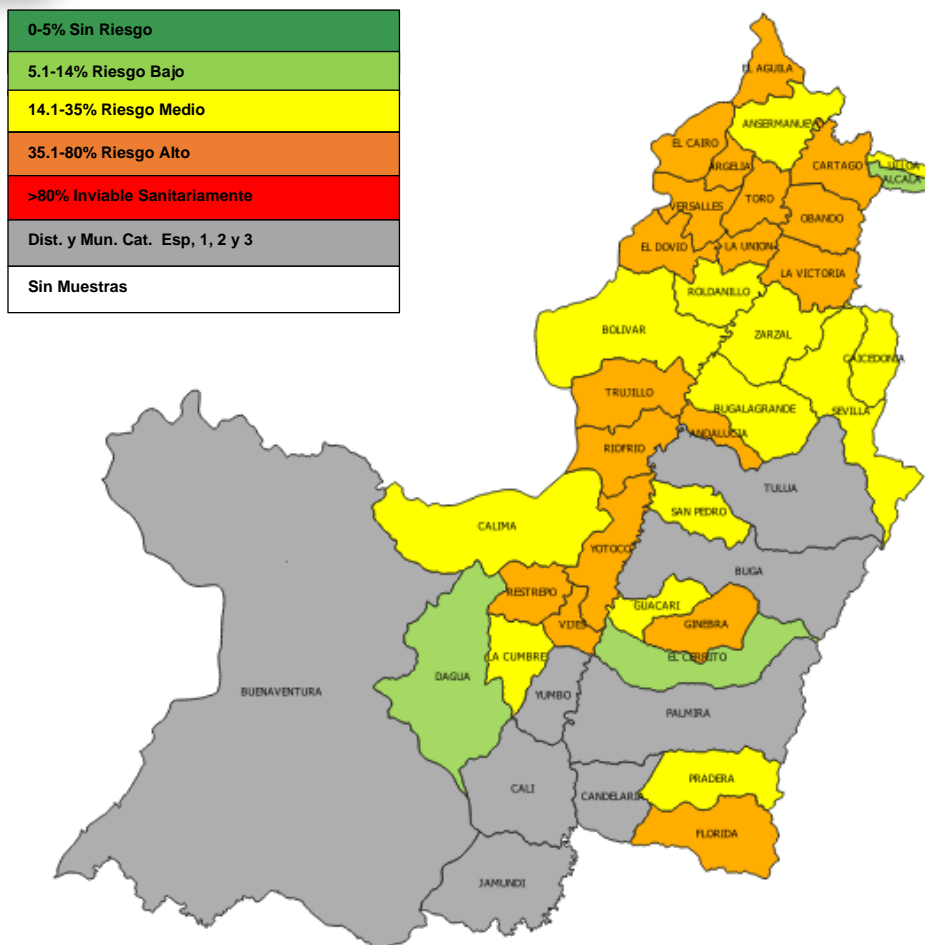 0-5% Sin Riesgo
5.1-14% Riesgo Bajo
14.1-35% Riesgo Medio
35.1-80% Riesgo Alto
>80% Inviable Sanitariamente
Dist. y Mun. Cat. Esp, 1, 2 y 3
Sin Muestras
EL AGUILA
ANSERMANUEVO
EL CAIRO
ARGELIA
CARTAGO
ULLOA
ALCALA
TORO
VERSALLES
OBANDO
EL DOVIO
LA UNION
LA VICTORIA
ROLDANILLO
BOLIVAR
ZARZAL
CAICEDONIA
TRUJILLO
BUGALAGRANDE
SEVILLA
ANDALUCIA
RIOFRIO
TULUA
SAN PEDRO
CALIMA
YOTOCO
BUGA
RESTREPO
GUACARI
VIJES
GINEBRA
LA CUMBRE
EL CERRITO
DAGUA
BUENAVENTURA
YUMBO
PALMIRA
PRADERA
CALI
CANDELARIA
FLORIDA
JAMUNDI